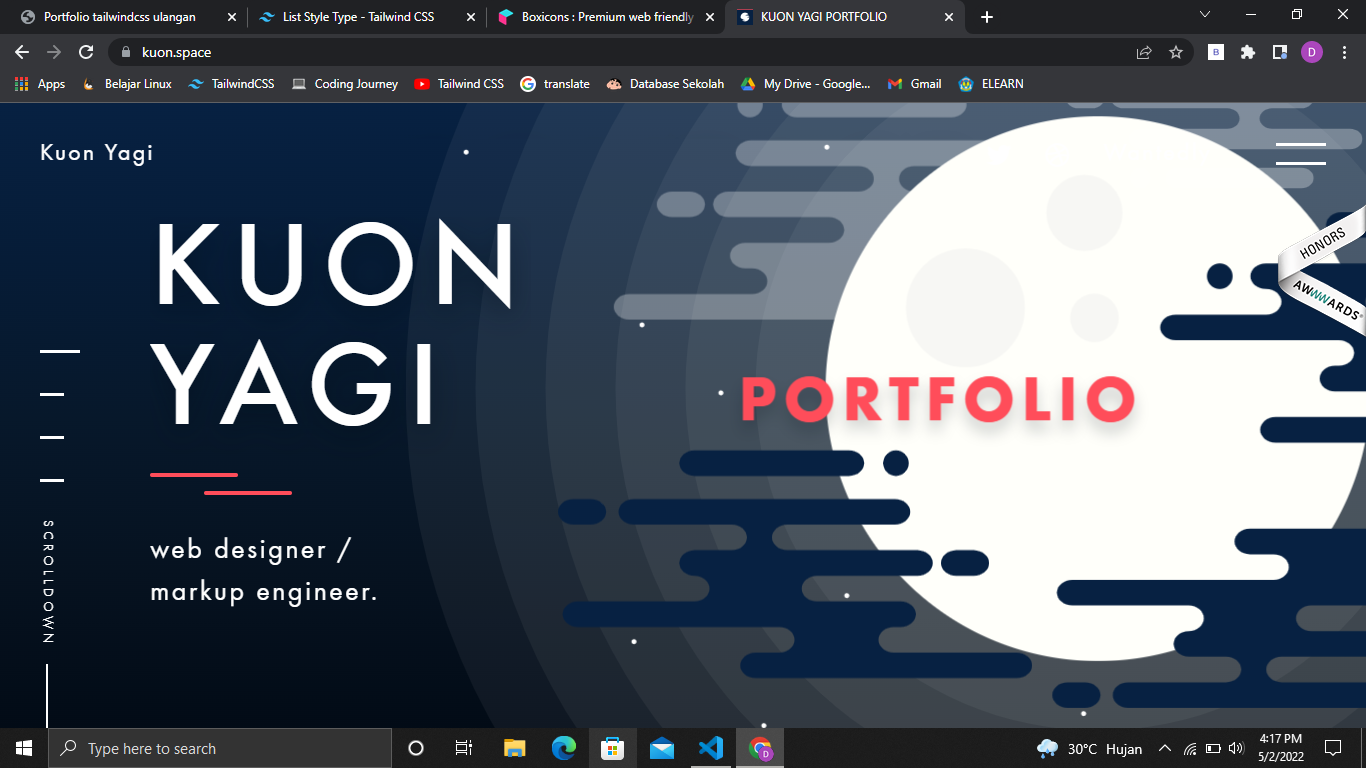 Portfolio tailwindcss ulangan
List Style Type - Tailwind CSS
Boxicons : Premium web friendly
KUON YAGI PORTFOLIO
kuon.space
B
D
Apps
Belajar Linux
TailwindCSS
Coding Journey
Tailwind CSS
translate
Database Sekolah
My Drive - Google...
Gmail
ELEARN
Kuon Yagi
KUON
YAGI
web designer /
markup engineer.
SCROLLDOWN
PORTFOLIO
HONORS
AWWWARDS
Type here to search
D
30°C Hujan
4:17 PM
5/2/2022